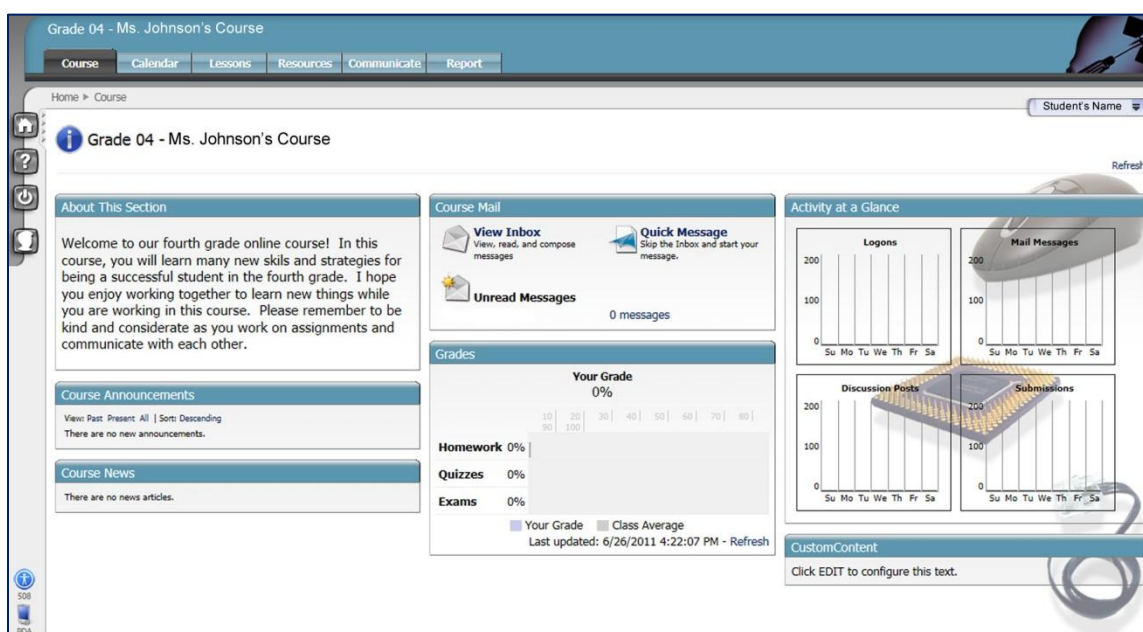 Grade 04 - Ms. Johnson's Course
Course Calendar Lessons Resources Communicate Report
Home ▸ Course
Student's Name
Grade 04 - Ms. Johnson's Course
Refresh
About This Section
Welcome to our fourth grade online course! In this
course, you will learn many new skils and strategies for
being a successful student in the fourth grade. I hope
you enjoy working together to learn new things while
you are working in this course. Please remember to be
kind and considerate as you work on assignments and
communicate with each other.
Course Announcements
View: Past Present All | Sort: Descending
There are no new announcements.
Course News
There are no news articles.
Course Mail
View Inbox
View, read, and compose
messages
Quick Message
Skip the Inbox and start your
message.
Unread Messages
0 messages
Grades
Your Grade
0%
10| 20| 30| 40| 50| 60| 70| 80|
90| 100|
Homework 0%
Quizzes 0%
Exams 0%
Your Grade Class Average
Last updated: 6/26/2011 4:22:07 PM - Refresh
Activity at a Glance
Logons
200
100
0
Su Mo Tu We Th Fr Sa
Mail Messages
200
100
0
Su Mo Tu We Th Fr Sa
Discussion Posts
200
100
0
Su Mo Tu We Th Fr Sa
Submissions
200
100
0
Su Mo Tu We Th Fr Sa
CustomContent
Click EDIT to configure this text.
508
PDA